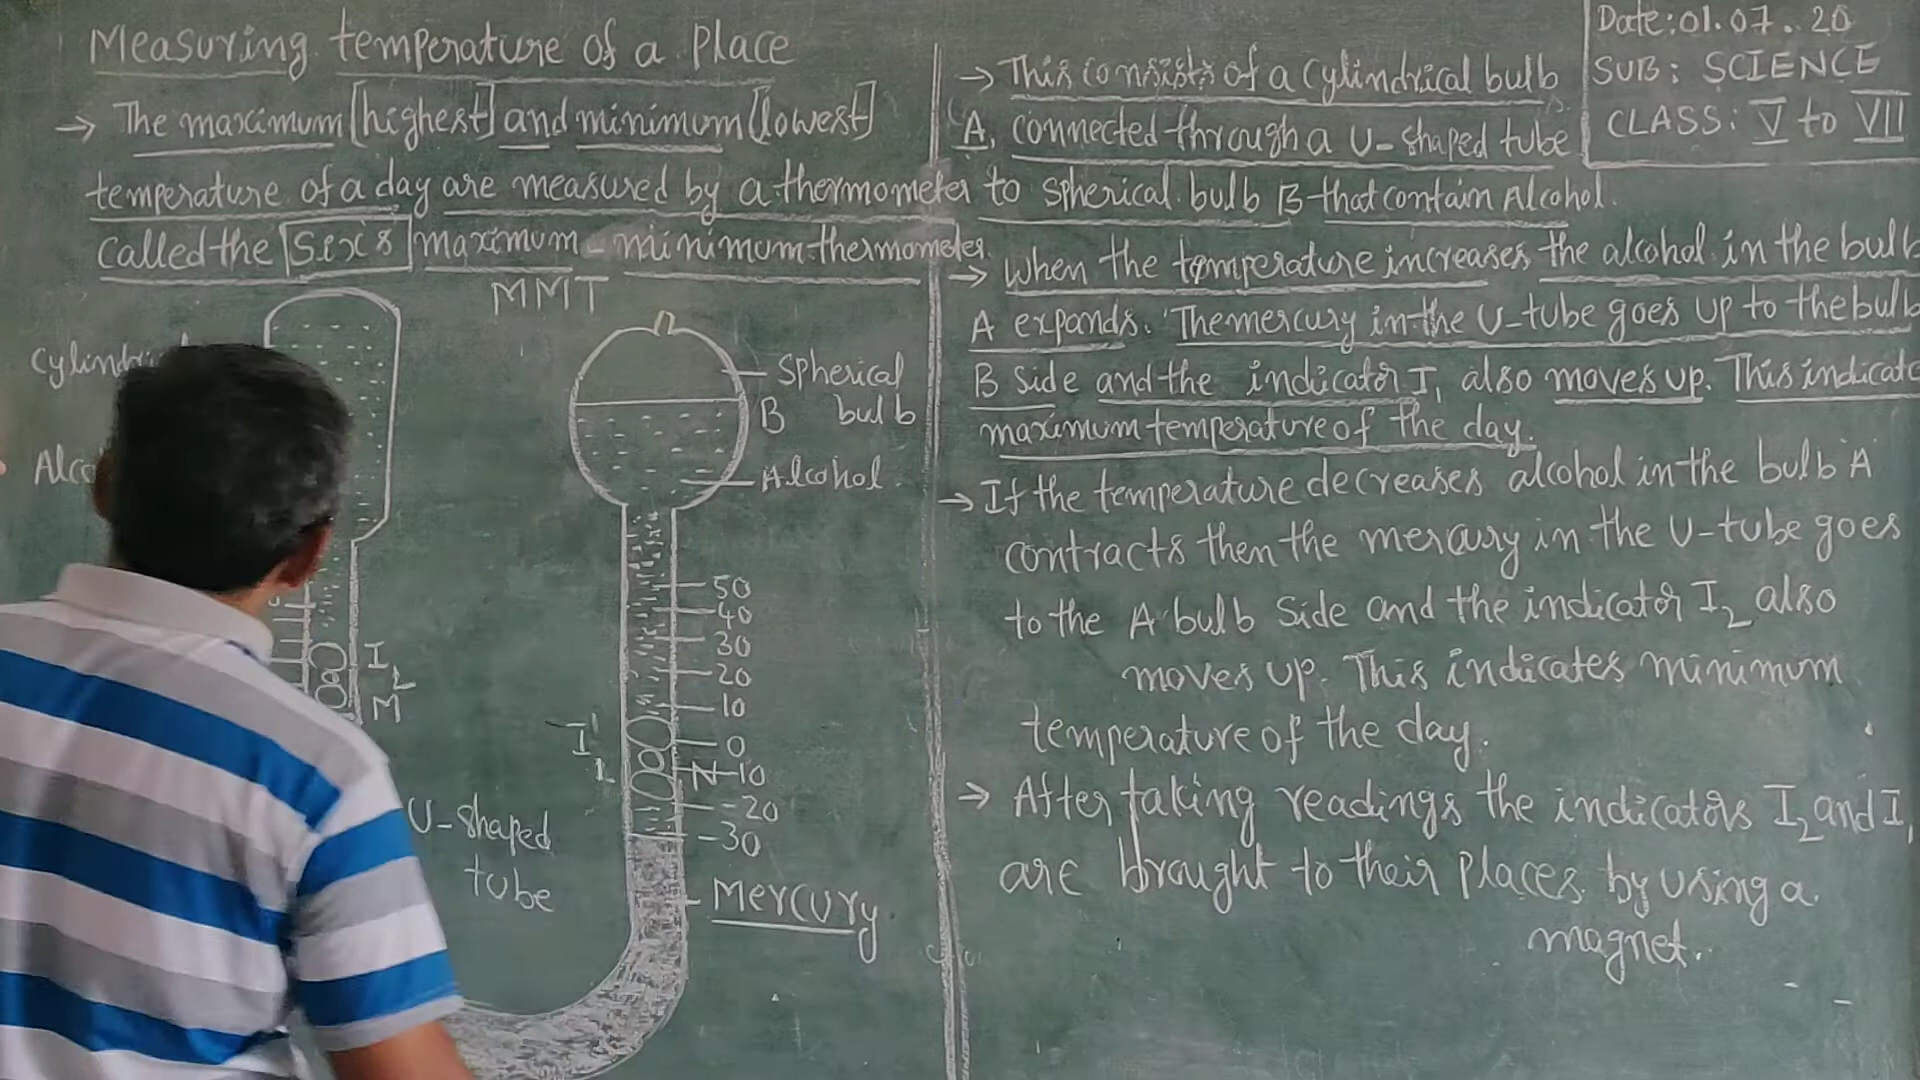 Measuring temperature of a place
→ The maximum [highest] and minimum [lowest]
temperature of a day are measured by a thermometer
called the Six's maximum - minimum thermometer.
MMT
Spherical
B bulb
Alcohol
50
40
30
20
10
0
-10
-20
-30
I
M
U-shaped
tube
Mercury
→ This consists of a cylindrical bulb
A, connected through a U-shaped tube
to spherical bulb B that contain Alcohol.
→ When the temperature increases the alcohol in the bulb
A expands. The mercury in the U-tube goes up to the bulb
B side and the indicator I1 also moves up. This indicate
maximum temperature of the day.
→ If the temperature decreases alcohol in the bulb A
contracts then the mercury in the U-tube goes
to the A bulb side and the indicator I2 also
moves up. This indicates minimum
temperature of the day.
→ After taking readings the indicators I2 and I1
are brought to their places by using a
magnet.
Date: 01.07.20
SUB: SCIENCE
CLASS: V to VII